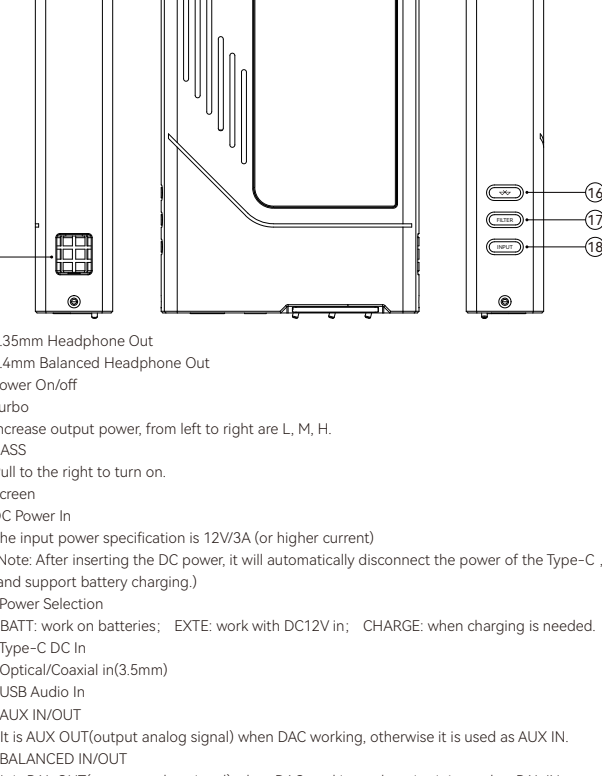 16
FILTER
17
INPUT
18
.35mm Headphone Out
.4mm Balanced Headphone Out
ower On/off
urbo
ncrease output power, from left to right are L, M, H.
ASS
ull to the right to turn on.
creen
C Power In
he input power specification is 12V/3A (or higher current)
Note: After inserting the DC power, it will automatically disconnect the power of the Type-C ,
and support battery charging.)
Power Selection
BATT: work on batteries; EXTE: work with DC12V in; CHARGE: when charging is needed.
Type-C DC In
Optical/Coaxial in(3.5mm)
USB Audio In
AUX IN/OUT
It is AUX OUT(output analog signal) when DAC working, otherwise it is used as AUX IN.
BALANCED IN/OUT